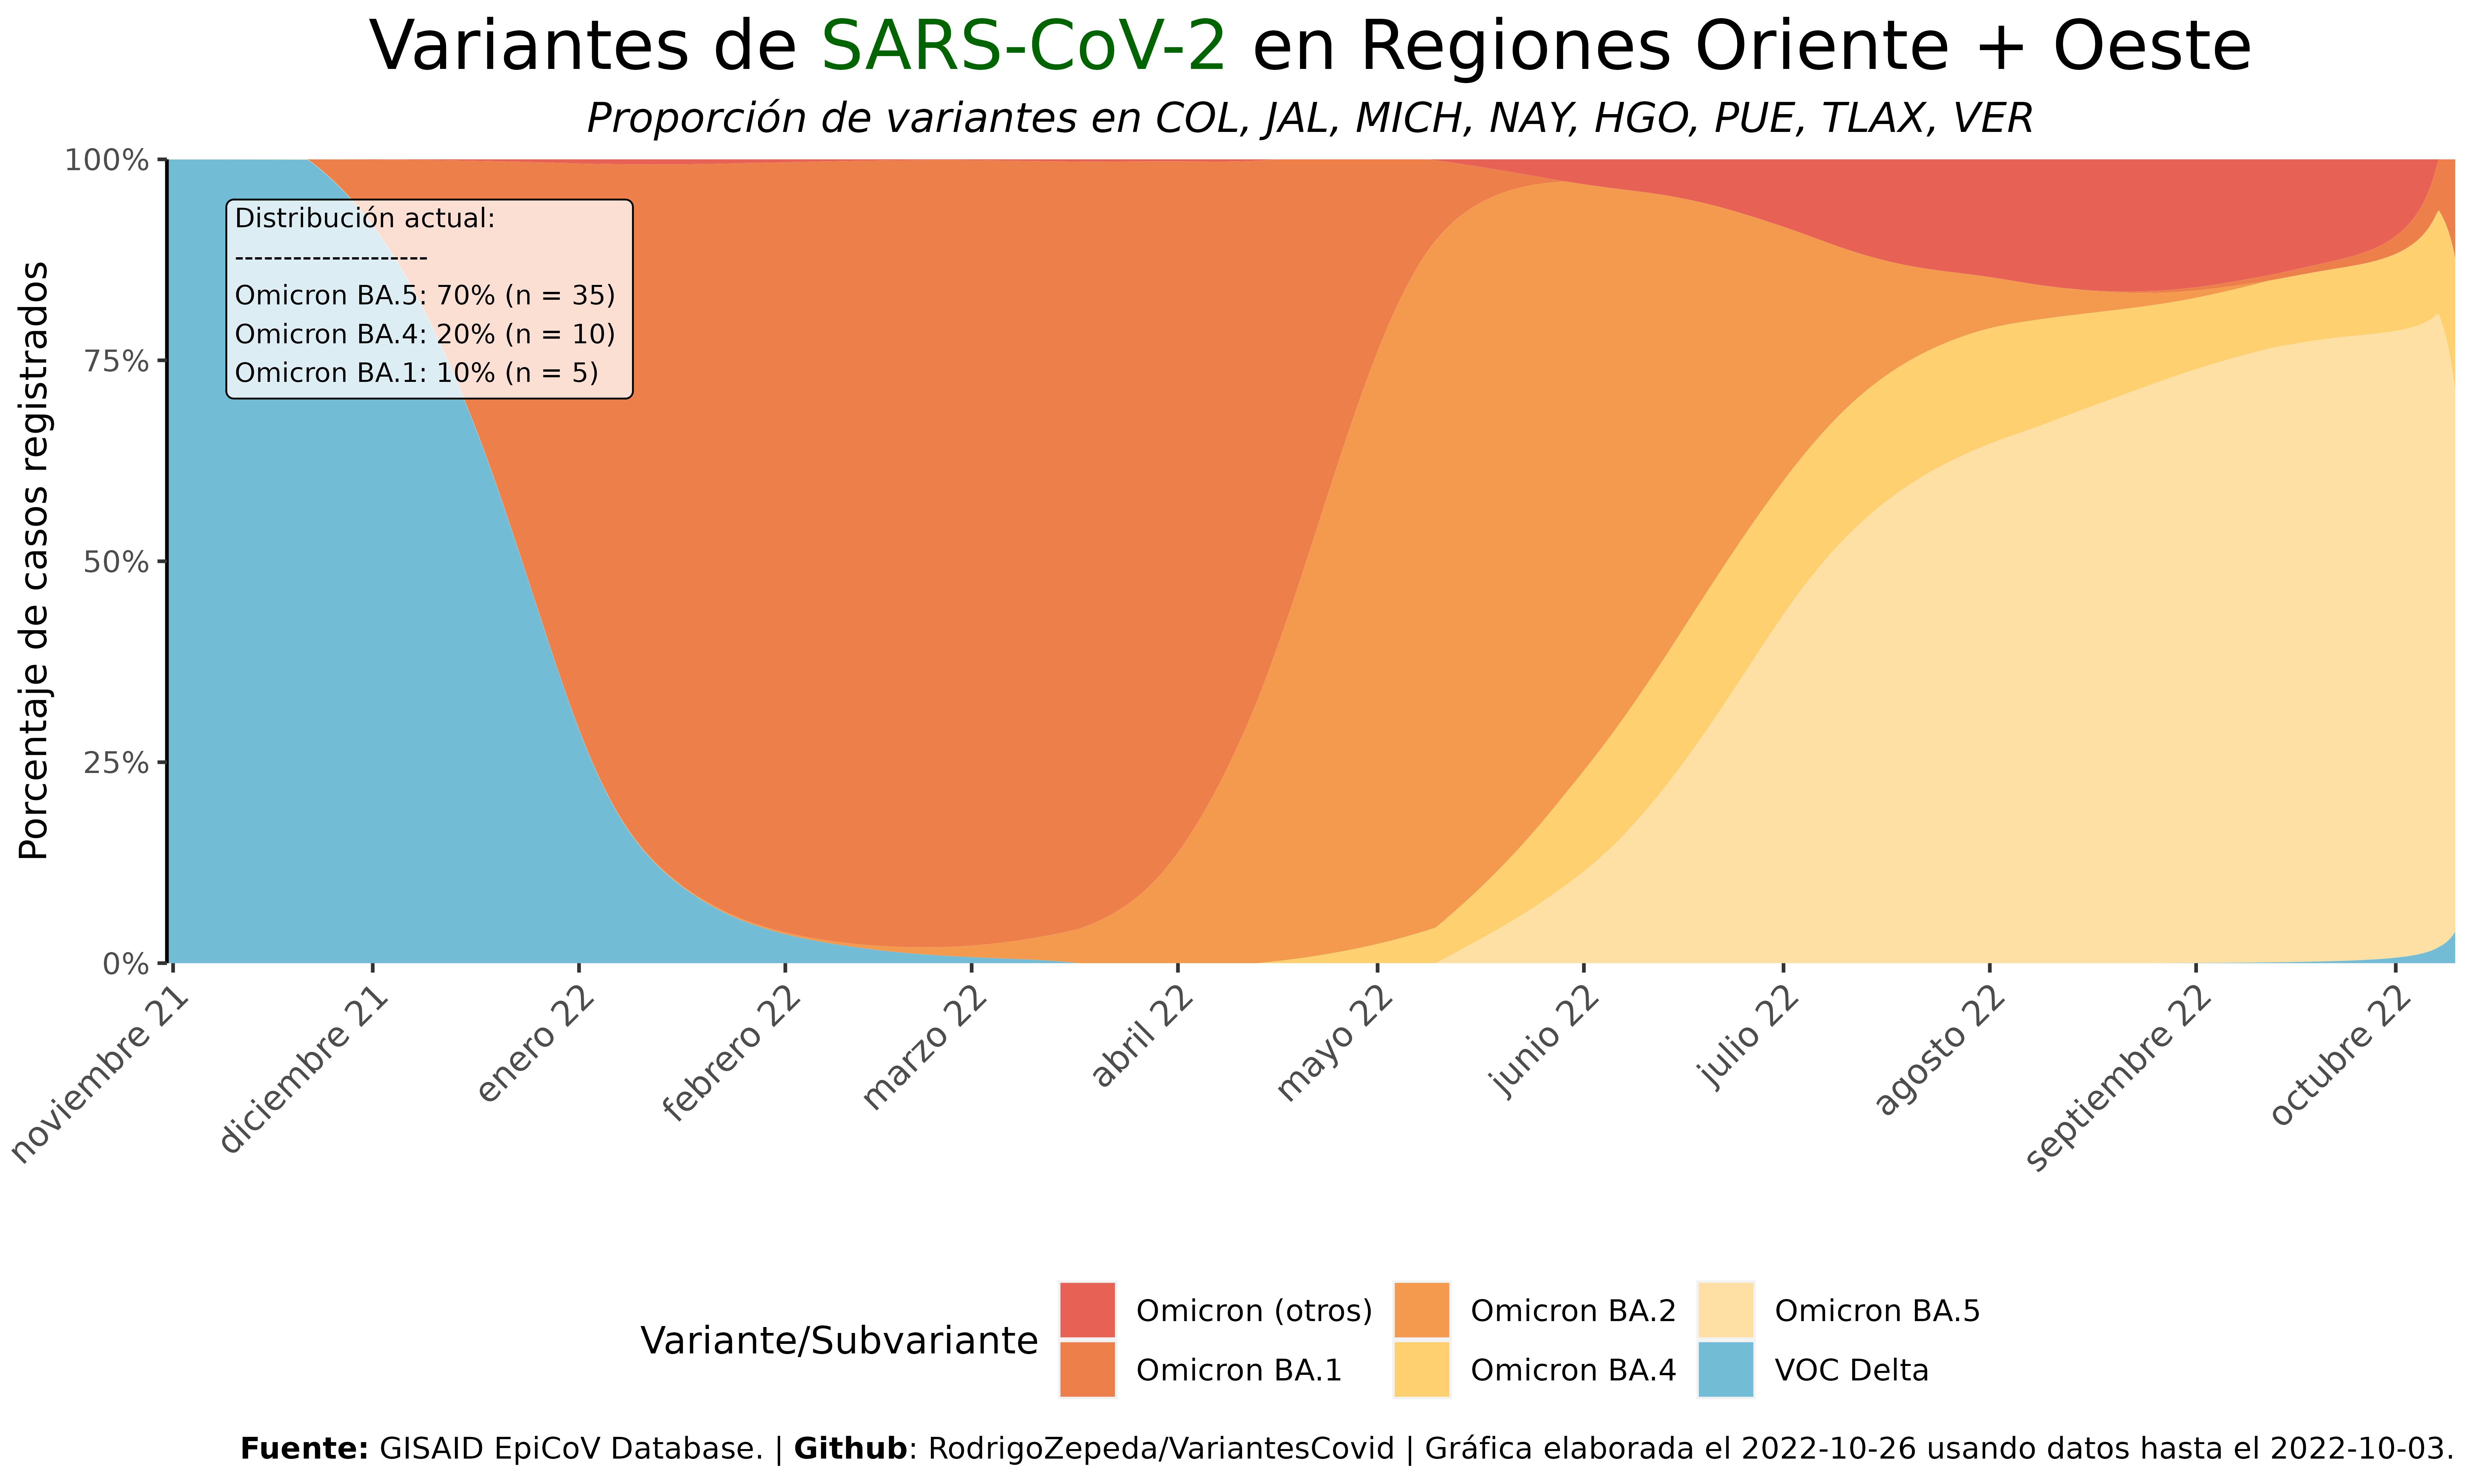 Variantes de SARS-CoV-2 en Regiones Oriente + Oeste
Proporción de variantes en COL, JAL, MICH, NAY, HGO, PUE, TLAX, VER
Porcentaje de casos registrados
100%
75%
50%
25%
0%
Distribución actual:
--------------------
Omicron BA.5: 70% (n = 35)
Omicron BA.4: 20% (n = 10)
Omicron BA.1: 10% (n = 5)
noviembre 21
diciembre 21
enero 22
febrero 22
marzo 22
abril 22
mayo 22
junio 22
julio 22
agosto 22
septiembre 22
octubre 22
Variante/Subvariante
Omicron (otros)
Omicron BA.1
Omicron BA.2
Omicron BA.4
Omicron BA.5
VOC Delta
Fuente: GISAID EpiCoV Database. | Github: RodrigoZepeda/VariantesCovid | Gráfica elaborada el 2022-10-26 usando datos hasta el 2022-10-03.